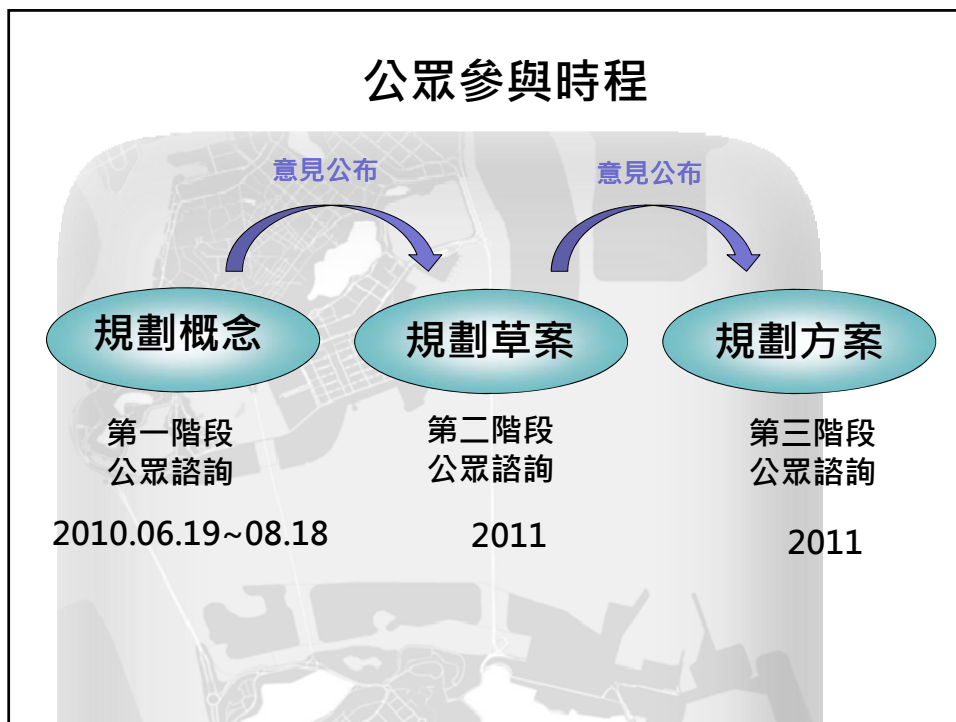 公眾參與時程
意見公布
意見公布
規劃概念
規劃草案
規劃方案
第一階段
公眾諮詢
2010.06.19~08.18
第二階段
公眾諮詢
2011
第三階段
公眾諮詢
2011